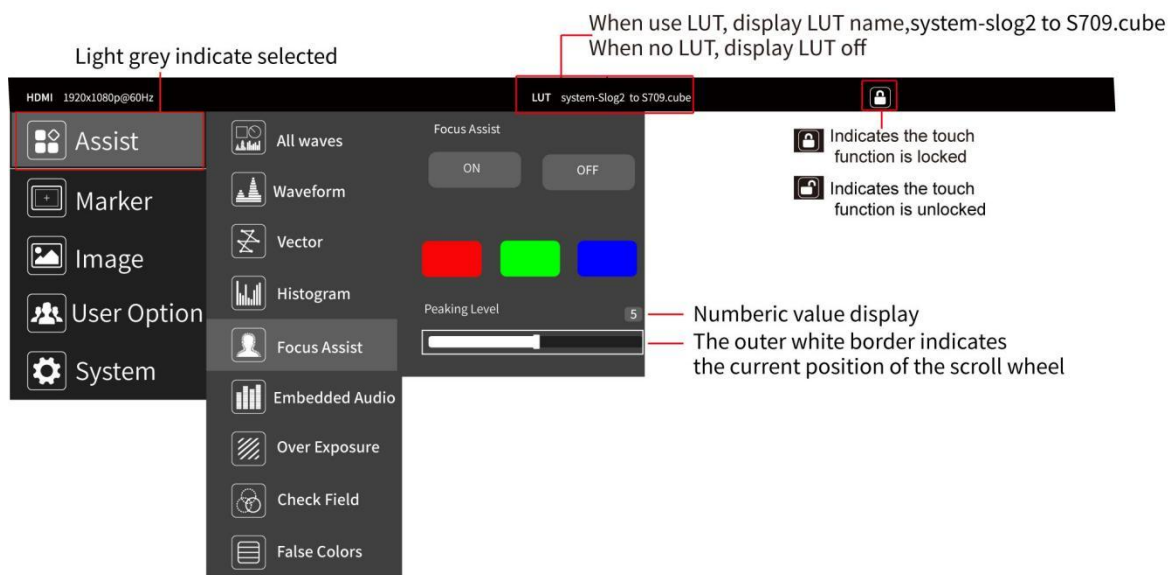 When use LUT, display LUT name,system-slog2 to S709.cube
When no LUT, display LUT off
Light grey indicate selected
HDMI 1920x1080p@60Hz
LUT system-Slog2 to S709.cube
Assist
Marker
Image
User Option
System
All waves
Waveform
Vector
Histogram
Focus Assist
Embedded Audio
Over Exposure
Check Field
False Colors
Focus Assist
ON OFF
Peaking Level 5
Indicates the touch
function is locked
Indicates the touch
function is unlocked
Numberic value display
The outer white border indicates
the current position of the scroll wheel